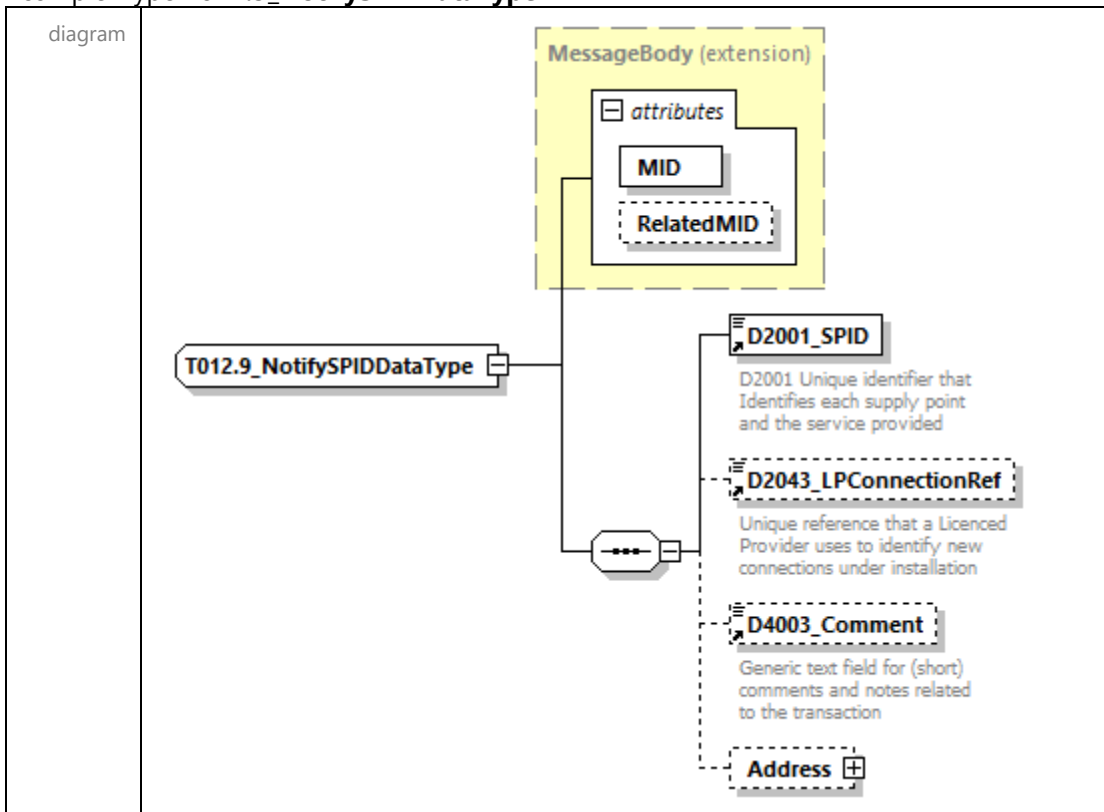 diagram
MessageBody (extension)
attributes
MID
RelatedMID
T012.9_NotifySPIDDataType
D2001_SPID
D2001 Unique identifier that
Identifies each supply point
and the service provided
D2043_LPConnectionRef
Unique reference that a Licenced
Provider uses to identify new
connections under installation
D4003_Comment
Generic text field for (short)
comments and notes related
to the transaction
Address